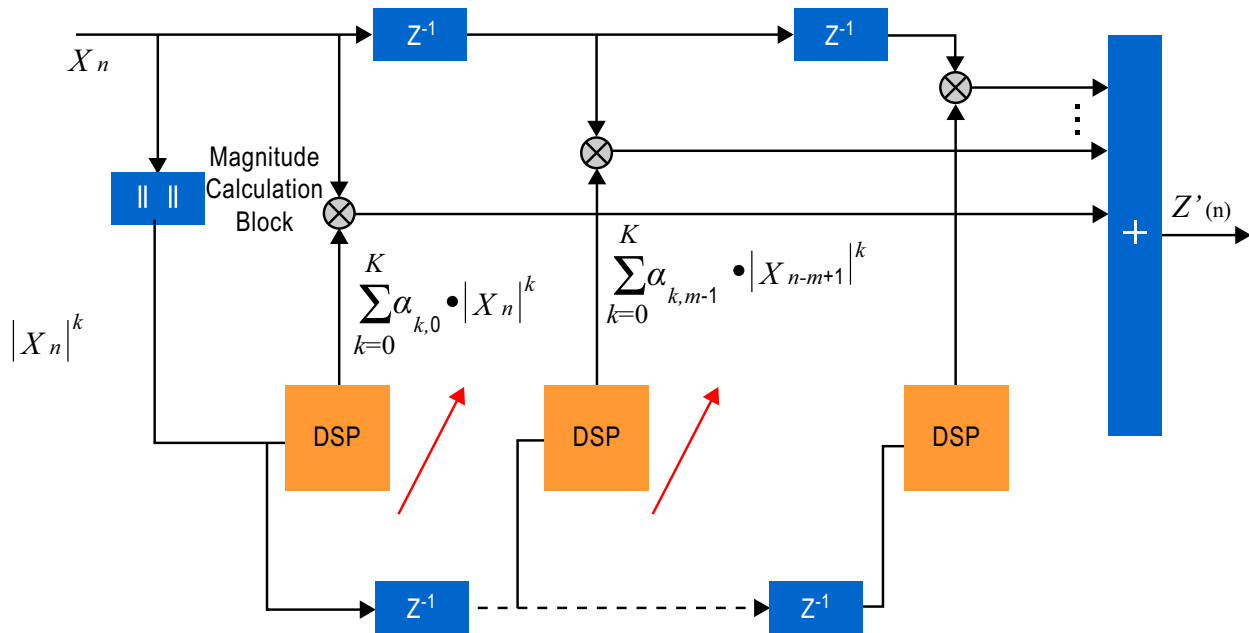 Z⁻¹
Z⁻¹
X n
Magnitude
Calculation
Block
|| ||
Z’(n)
+
K
∑ α k,0 • |X n|^k
k=0
K
∑ α k,m-1 • |X n-m+1|^k
k=0
|X n|^k
DSP
DSP
DSP
Z⁻¹
Z⁻¹